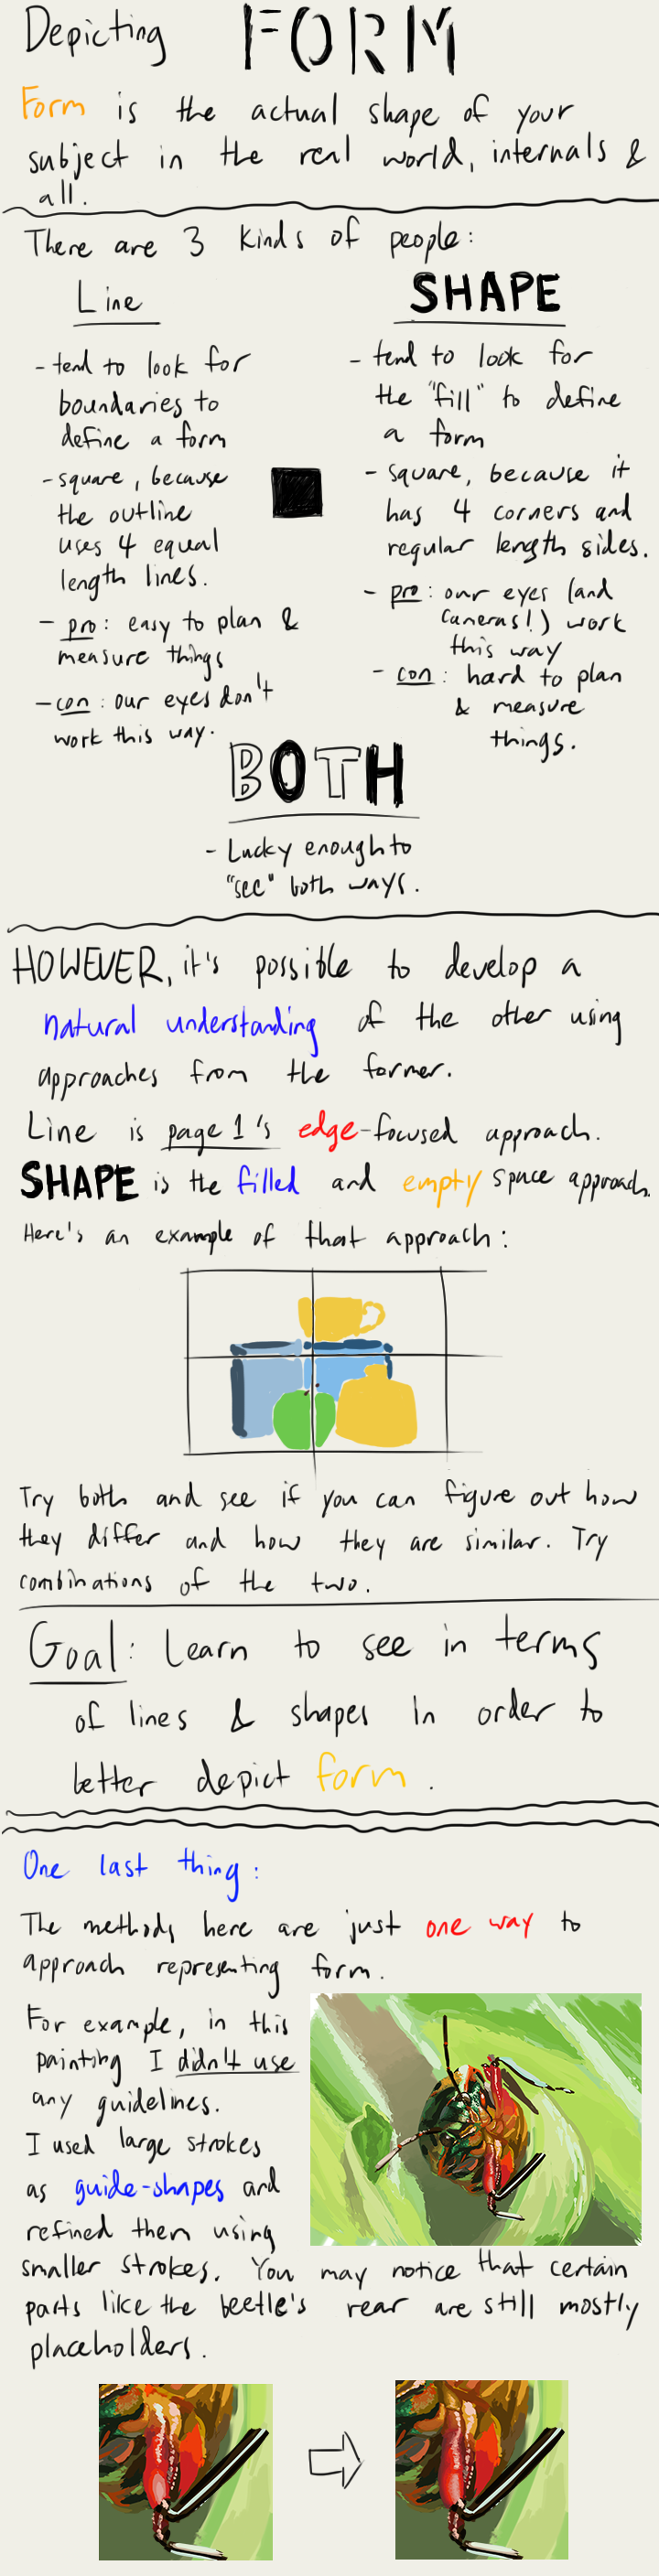 Depicting FORM
Form is the actual shape of your
subject in the real world, internals &
all.
There are 3 kinds of people:
Line
- tend to look for
boundaries to
define a form
- square, because
the outline
uses 4 equal
length lines.
- pro: easy to plan &
measure things
- con: our eyes don't
work this way.
SHAPE
- tend to look for
the "fill" to define
a form
- square, because it
has 4 corners and
regular length sides.
- pro: our eyes (and
cameras!) work
this way
- con: hard to plan
& measure
things.
BOTH
- Lucky enough to
"see" both ways.
HOWEVER, it's possible to develop a
natural understanding of the other using
approaches from the former.
Line is page 1's edge-focused approach.
SHAPE is the filled and empty space approach.
Here's an example of that approach:
Try both and see if you can figure out how
they differ and how they are similar. Try
combinations of the two.
Goal: Learn to see in terms
of lines & shapes in order to
better depict form.
One last thing:
The methods here are just one way to
approach representing form.
For example, in this
painting I didn't use
any guidelines.
I used large strokes
as guide-shapes and
refined them using
smaller strokes. You may notice that certain
parts like the beetle's rear are still mostly
placeholders.